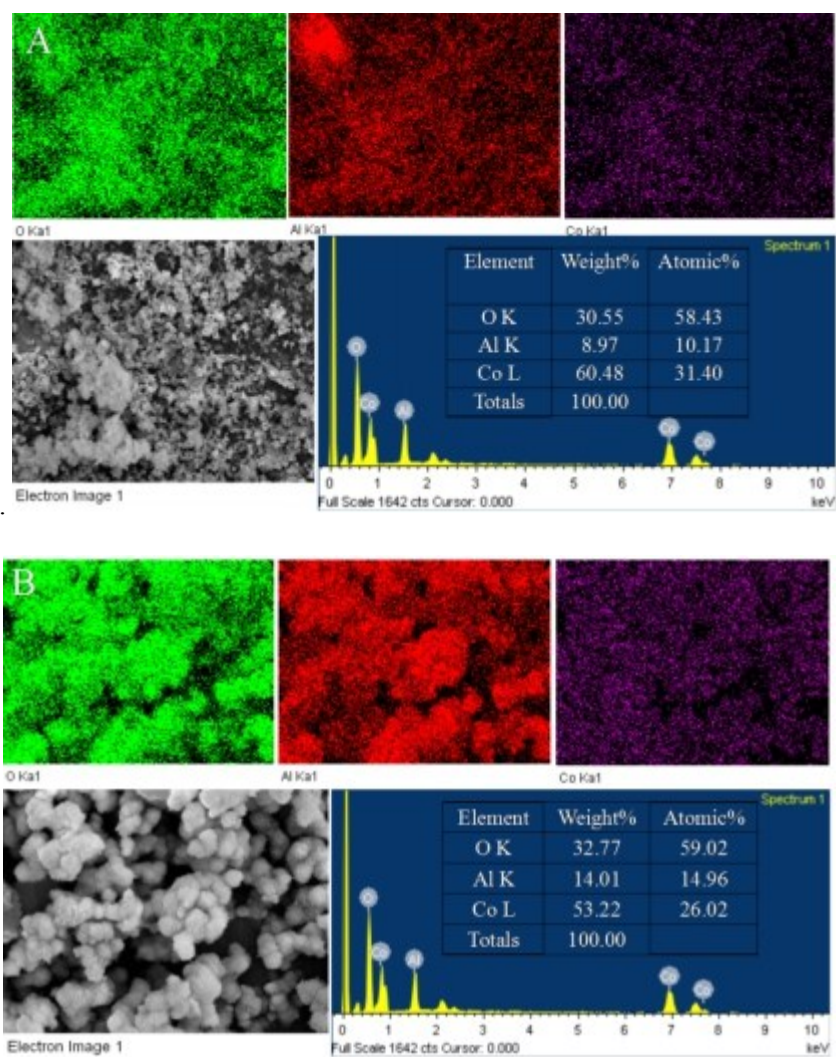 A
O Ka1 Al Ka1 Co Ka1
Spectrum 1
Element Weight% Atomic%
O K 30.55 58.43
Al K 8.97 10.17
Co L 60.48 31.40
Totals 100.00
O
Co
Al
Co
Co
0 1 2 3 4 5 6 7 8 9 10
Full Scale 1642 cts Cursor: 0.000 keV
Electron Image 1
B
O Ka1 Al Ka1 Co Ka1
Spectrum 1
Element Weight% Atomic%
O K 32.77 59.02
Al K 14.01 14.96
Co L 53.22 26.02
Totals 100.00
O
Co
Al
Co
Co
0 1 2 3 4 5 6 7 8 9 10
Full Scale 1642 cts Cursor: 0.000 keV
Electron Image 1